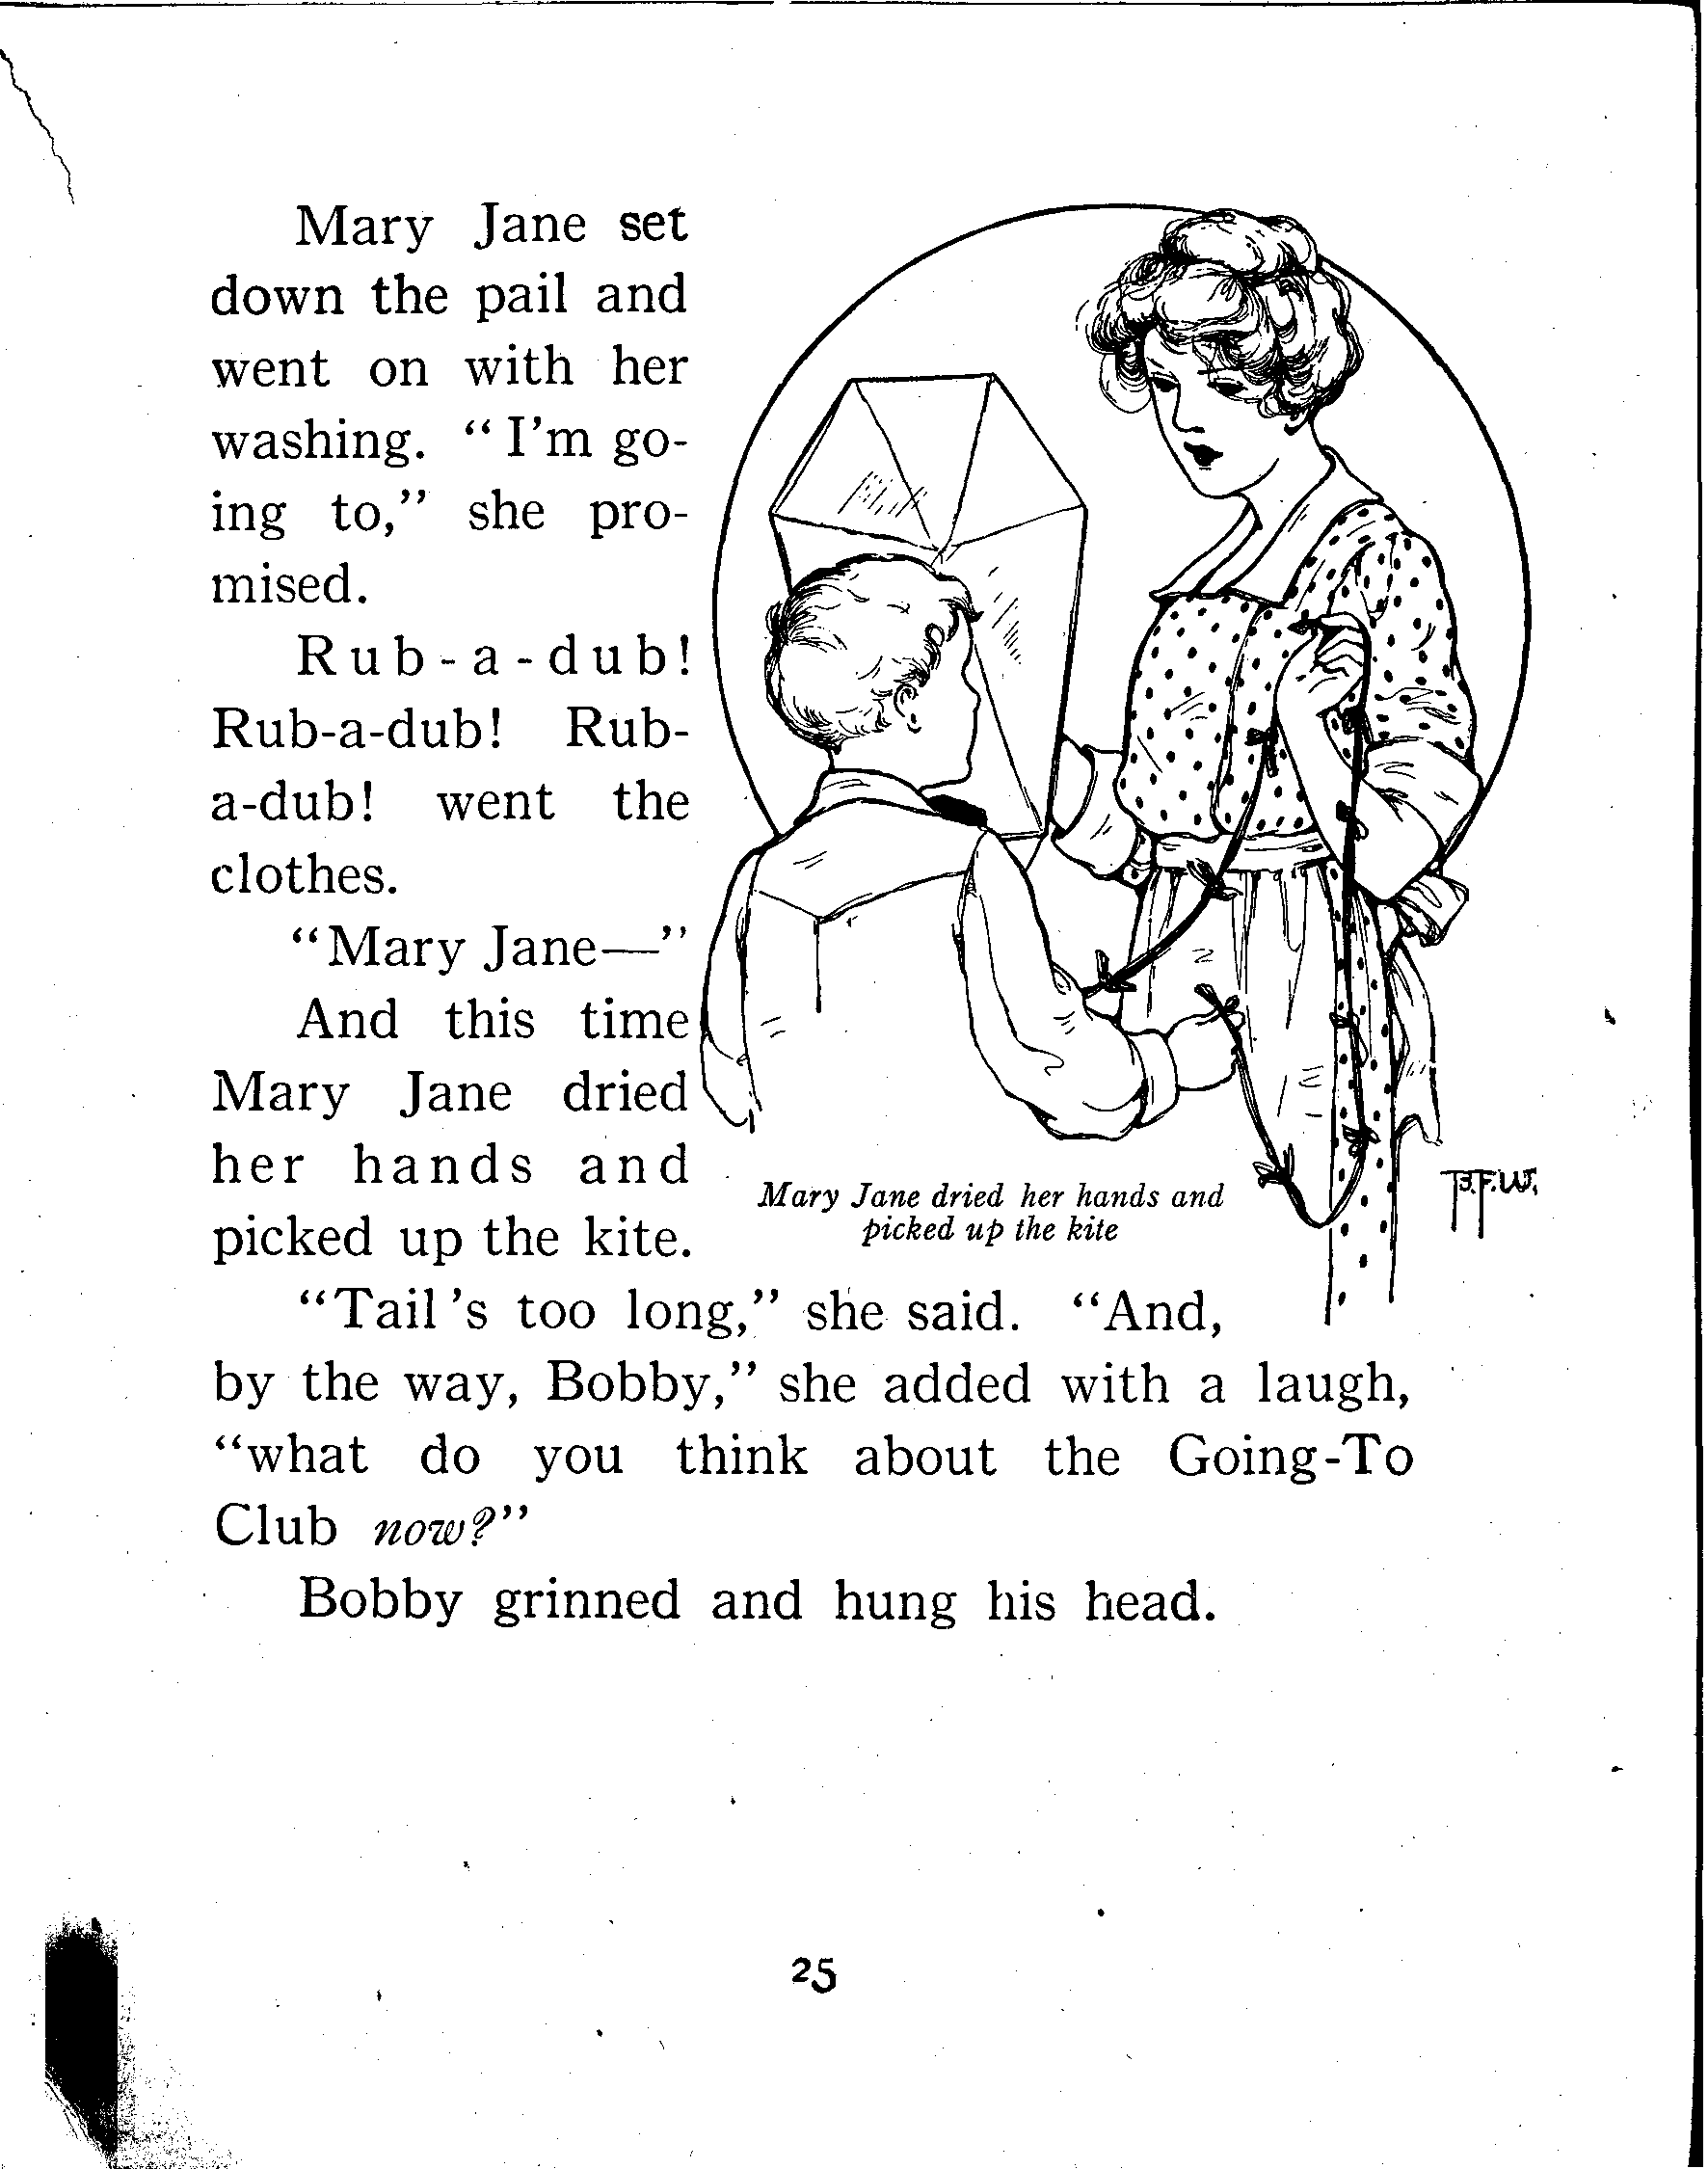 Mary Jane set
down the pail and
went on with her
washing. “I’m go-
ing to,” she pro-
mised.
Rub-a-dub!
Rub-a-dub! Rub-
a-dub! went the
clothes.
“Mary Jane—”
And this time
Mary Jane dried
her hands and
picked up the kite.
Mary Jane dried her hands and
picked up the kite
B.F.W.
“Tail’s too long,” she said. “And,
by the way, Bobby,” she added with a laugh,
“what do you think about the Going-To
Club now?”
Bobby grinned and hung his head.
25